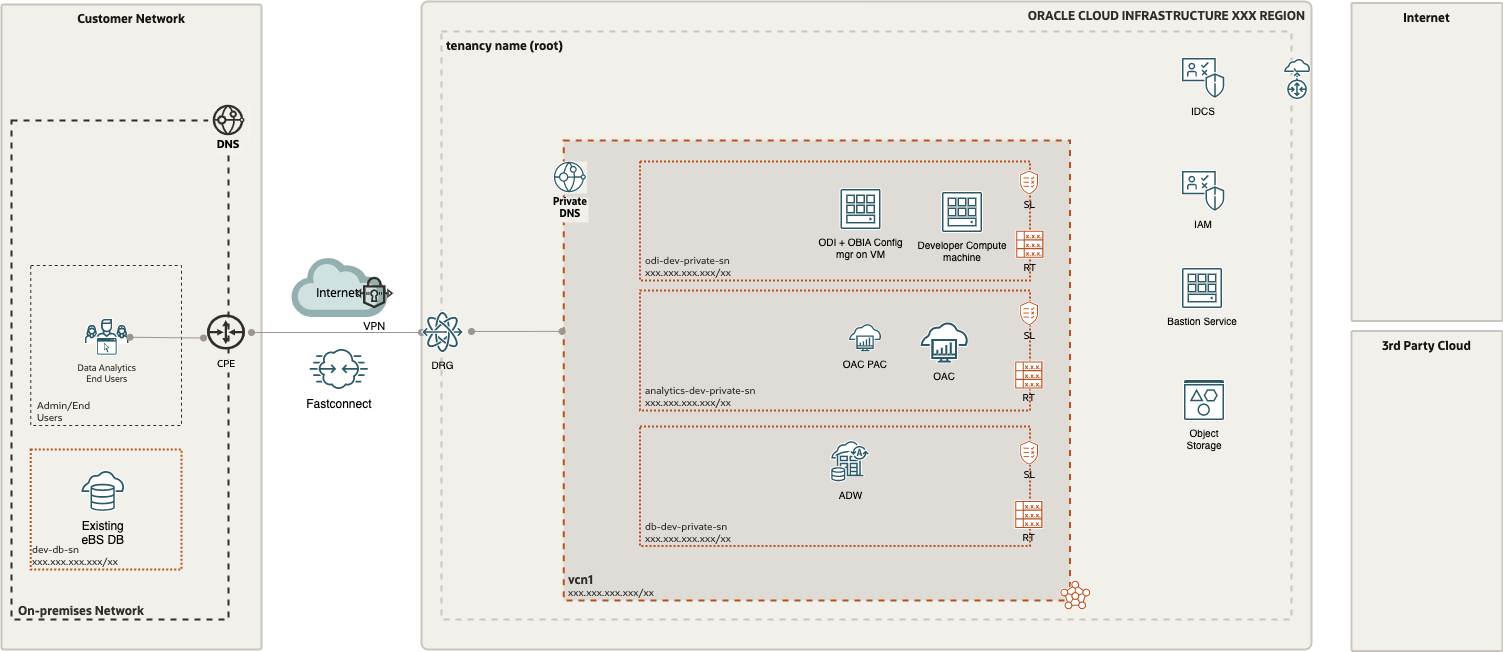 Customer Network
DNS
Data Analytics
End Users
Admin/End
Users
Existing
eBS DB
dev-db-sn
xxx.xxx.xxx.xxx/xx
On-premises Network
CPE
Internet
VPN
Fastconnect
ORACLE CLOUD INFRASTRUCTURE XXX REGION
tenancy name (root)
DRG
Private
DNS
ODI + OBIA Config
mgr on VM
Developer Compute
machine
odi-dev-private-sn
xxx.xxx.xxx.xxx/xx
SL
x.x.x.
x.x.x.
x.x.x.
RT
OAC PAC
OAC
analytics-dev-private-sn
xxx.xxx.xxx.xxx/xx
SL
x.x.x.
x.x.x.
x.x.x.
RT
A
ADW
db-dev-private-sn
xxx.xxx.xxx.xxx/xx
SL
x.x.x.
x.x.x.
x.x.x.
RT
vcn1
xxx.xxx.xxx.xxx/xx
IDCS
IAM
Bastion Service
Object
Storage
Internet
3rd Party Cloud